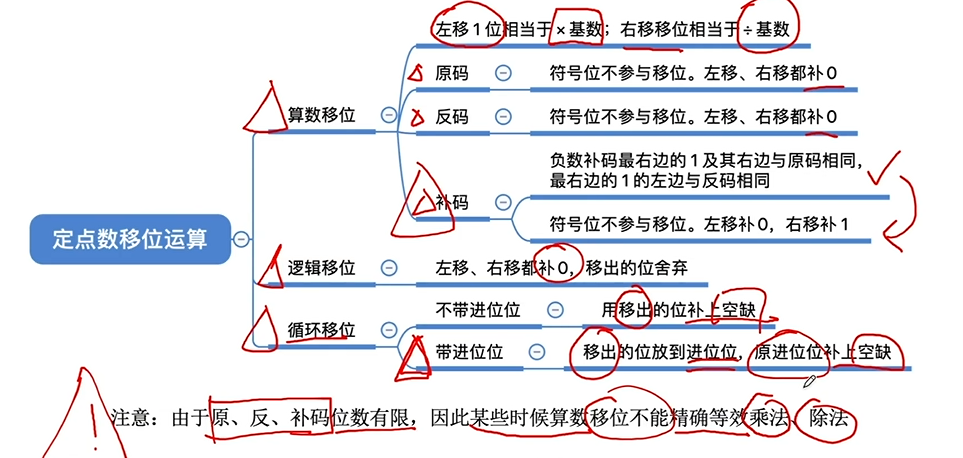 左移1位相当于×基数；右移移位相当于÷基数
原码
符号位不参与移位。左移、右移都补0
算数移位
反码
符号位不参与移位。左移、右移都补0
负数补码最右边的1及其右边与原码相同，
最右边的1的左边与反码相同
补码
符号位不参与移位。左移补0，右移补1
定点数移位运算
逻辑移位
左移、右移都补0，移出的位舍弃
不带进位位
用移出的位补上空缺
循环移位
带进位位
移出的位放到进位位，原进位位补上空缺
注意：由于原、反、补码位数有限，因此某些时候算数移位不能精确等效乘法、除法